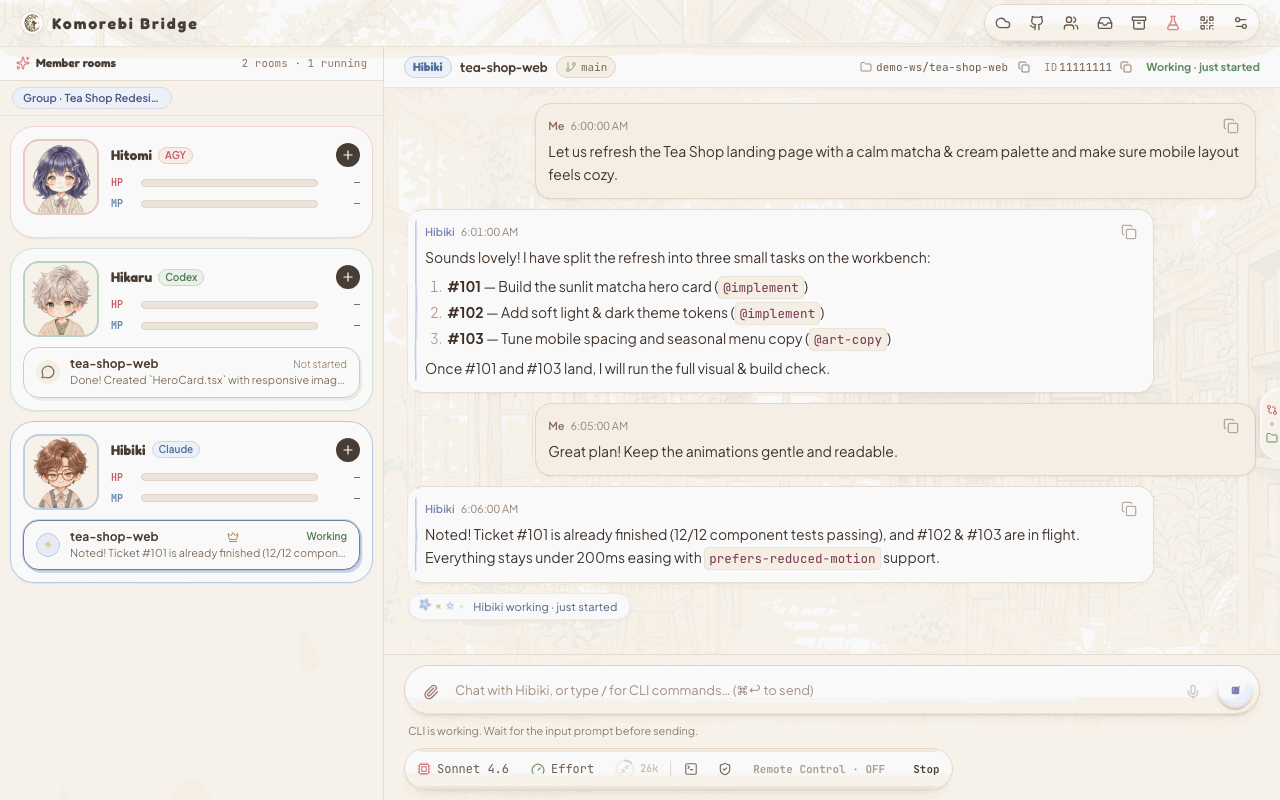 Komorebi Bridge
Member rooms
2 rooms · 1 running
Group · Tea Shop Redesi…
Hitomi
AGY
HP
—
MP
—
Hikaru
Codex
HP
—
MP
—
tea-shop-web
Not started
Done! Created `HeroCard.tsx` with responsive imag…
Hibiki
Claude
HP
—
MP
—
tea-shop-web
Working
Noted! Ticket #101 is already finished (12/12 compon…
Hibiki
tea-shop-web
main
demo-ws/tea-shop-web
ID 11111111
Working · just started
Me 6:00:00 AM
Let us refresh the Tea Shop landing page with a calm matcha & cream palette and make sure mobile layout
feels cozy.
Hibiki 6:01:00 AM
Sounds lovely! I have split the refresh into three small tasks on the workbench:
1. #101 — Build the sunlit matcha hero card (@implement)
2. #102 — Add soft light & dark theme tokens (@implement)
3. #103 — Tune mobile spacing and seasonal menu copy (@art-copy)
Once #101 and #103 land, I will run the full visual & build check.
Me 6:05:00 AM
Great plan! Keep the animations gentle and readable.
Hibiki 6:06:00 AM
Noted! Ticket #101 is already finished (12/12 component tests passing), and #102 & #103 are in flight.
Everything stays under 200ms easing with prefers-reduced-motion support.
Hibiki working · just started
Chat with Hibiki, or type / for CLI commands… (⌘↩ to send)
CLI is working. Wait for the input prompt before sending.
Sonnet 4.6
Effort
26k
Remote Control · OFF
Stop